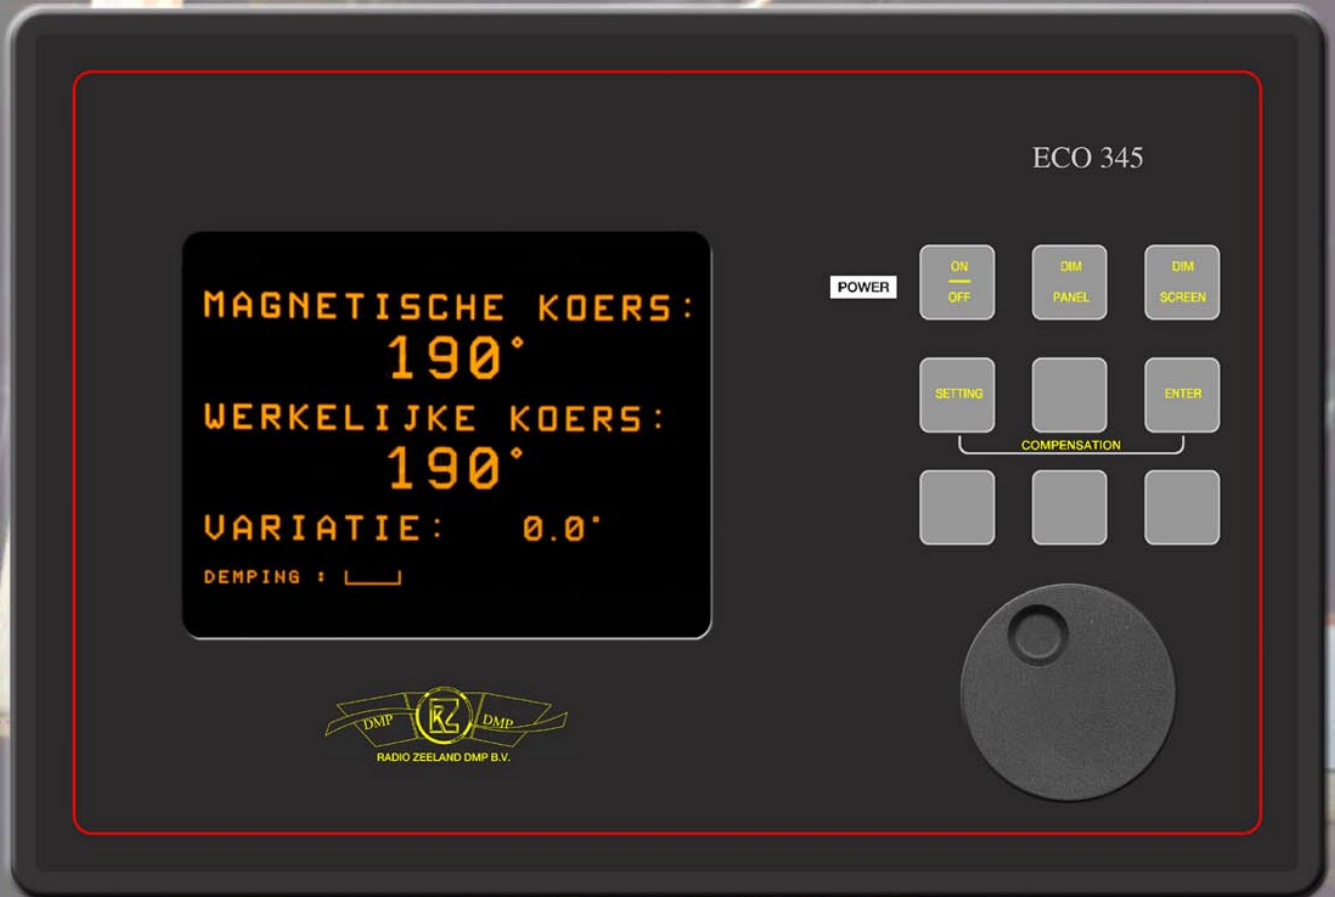 ECO 345
MAGNETISCHE KOERS:
190°
WERKELIJKE KOERS:
190°
VARIATIE: 0.0°
DEMPING :
POWER
ON
OFF
DIM
PANEL
DIM
SCREEN
SETTING
ENTER
COMPENSATION
DMP RZ DMP
RADIO ZEELAND DMP B.V.